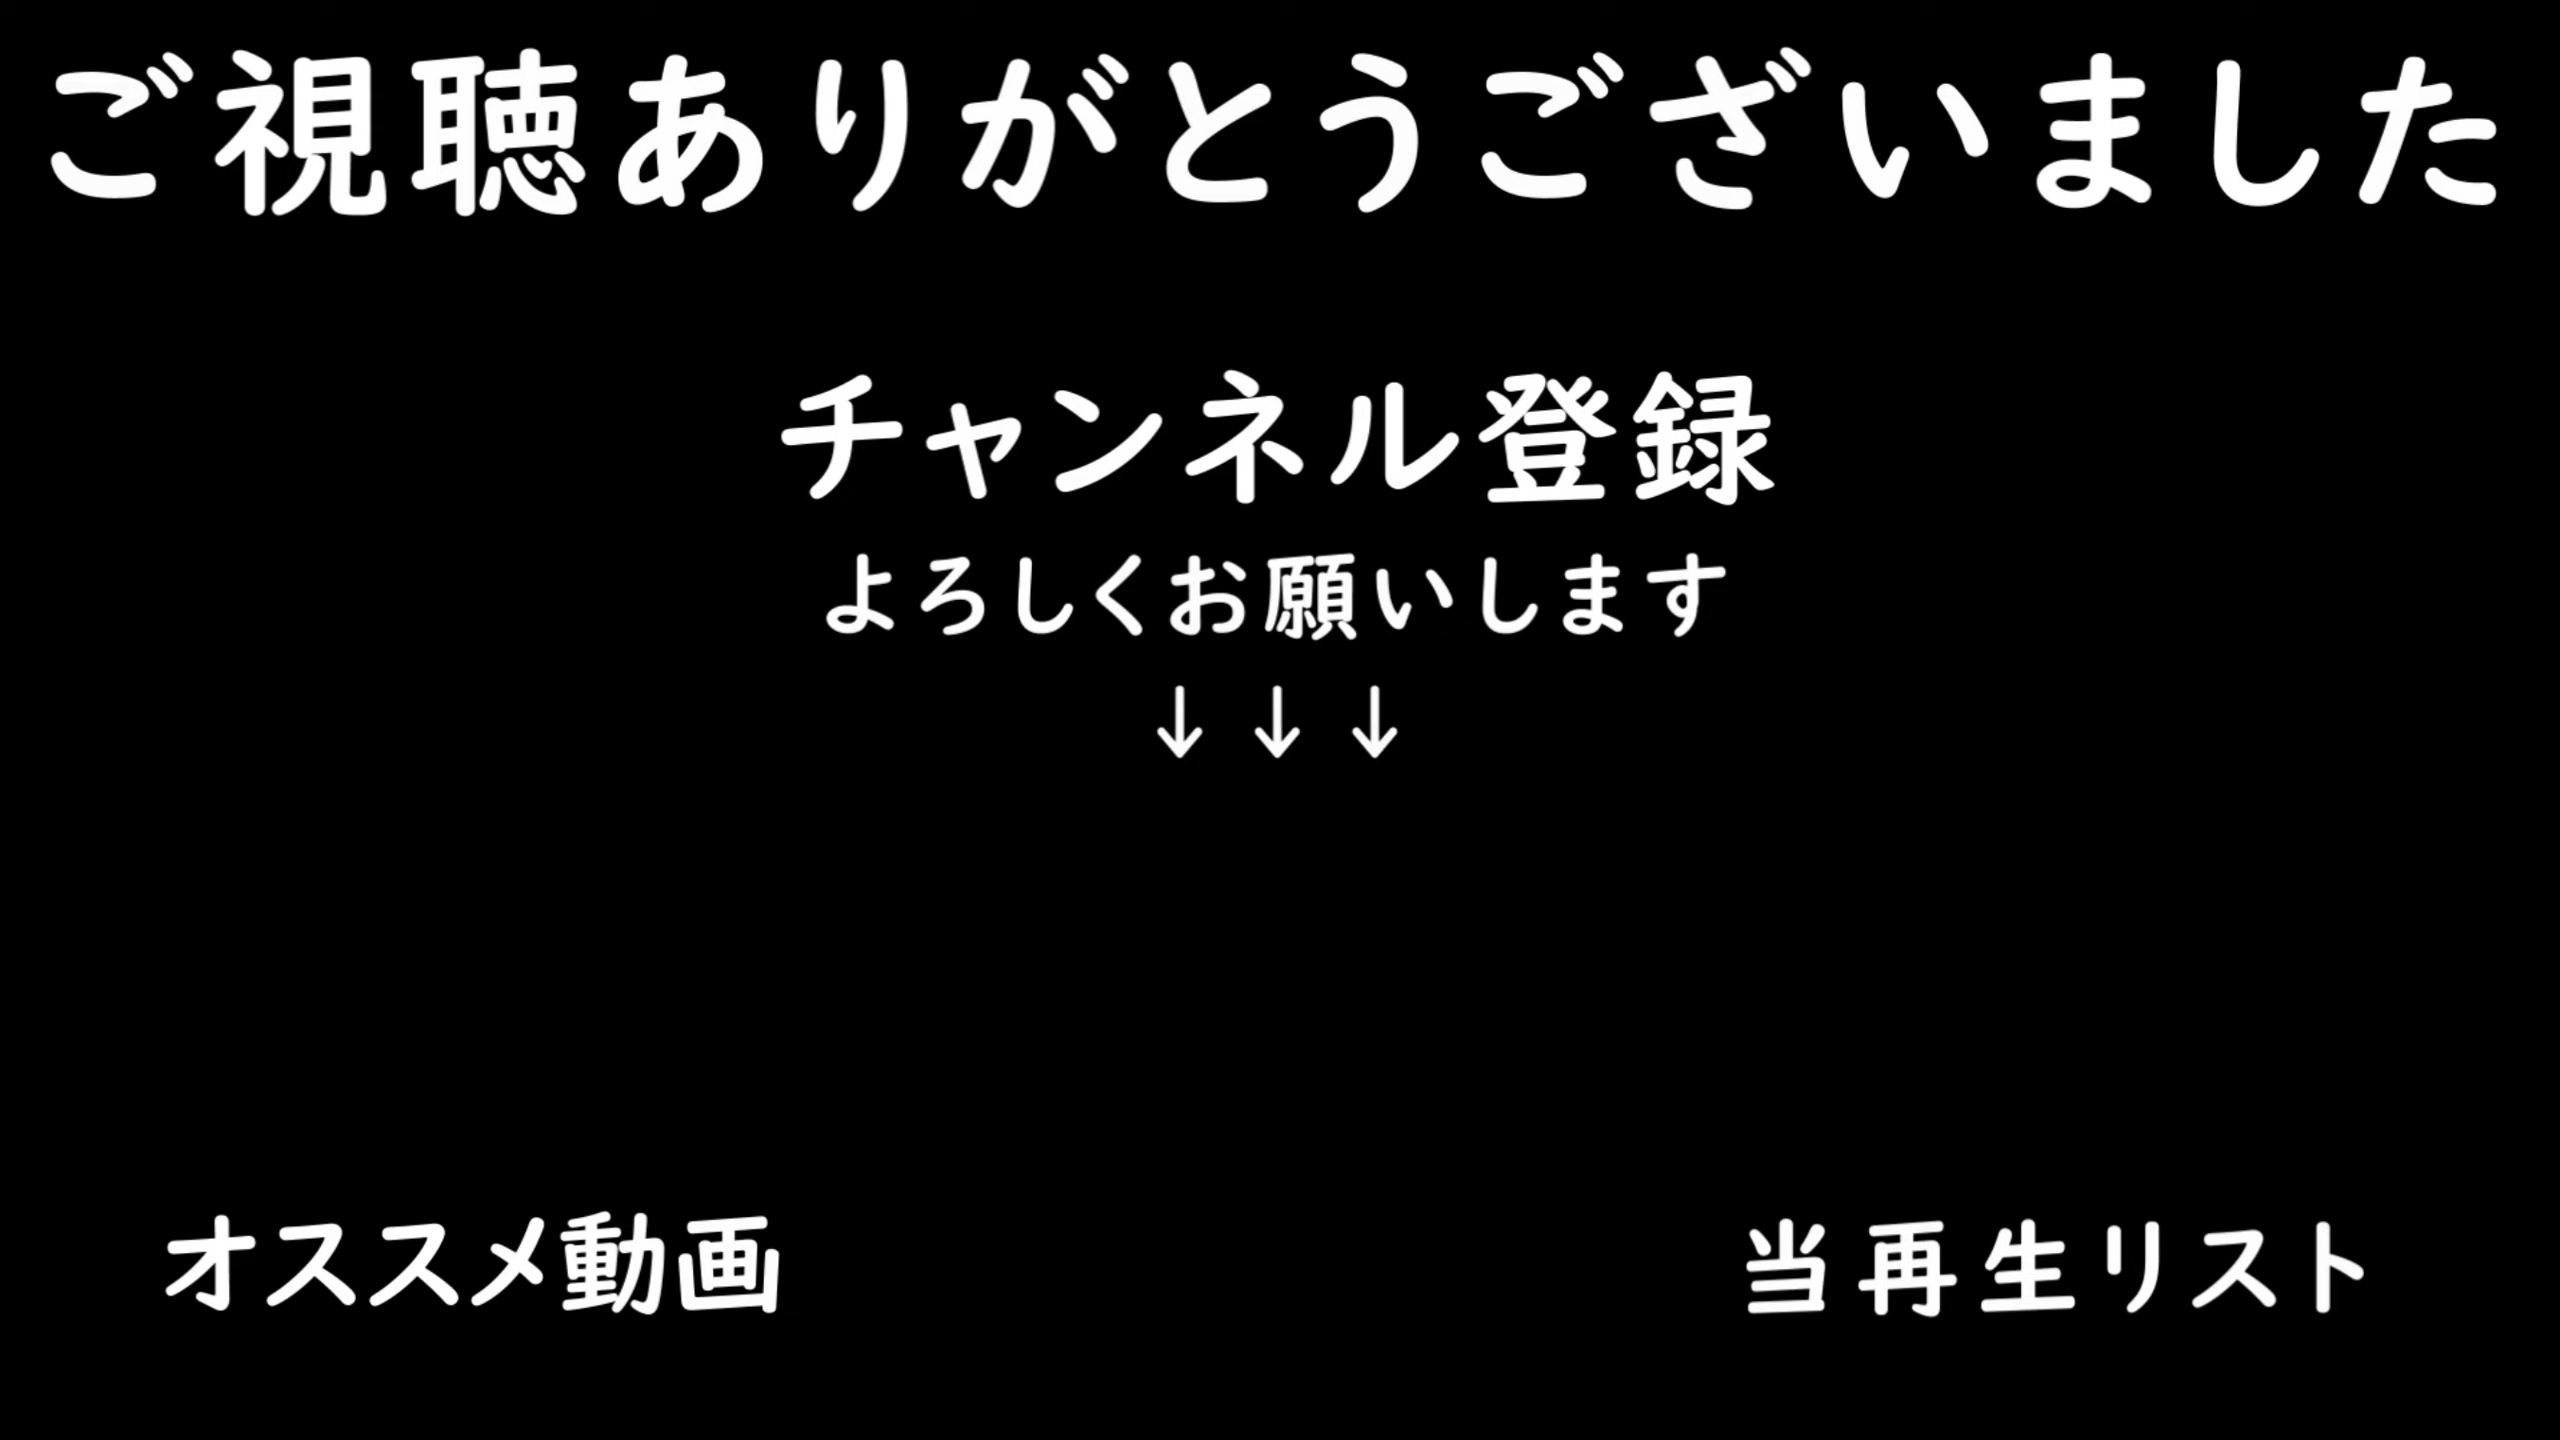 ご視聴ありがとうございました
チャンネル登録
よろしくお願いします
↓ ↓ ↓
オススメ動画
当再生リスト